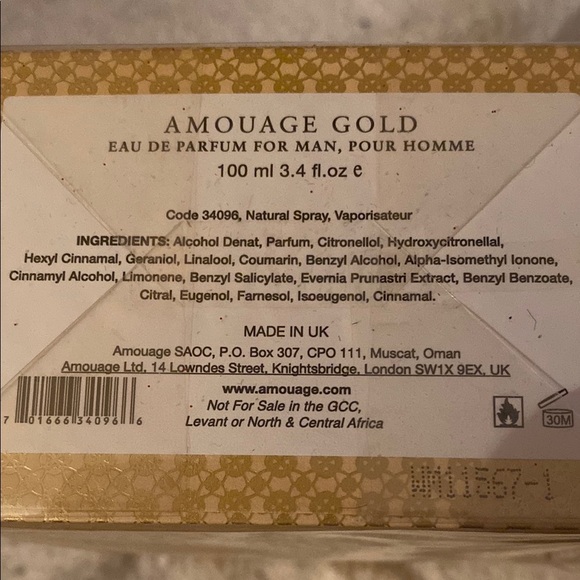 AMOUAGE GOLD
EAU DE PARFUM FOR MAN, POUR HOMME
100 ml 3.4 fl.oz e
Code 34096, Natural Spray, Vaporisateur
INGREDIENTS: Alcohol Denat, Parfum, Citronellol, Hydroxycitronellal,
Hexyl Cinnamal, Geraniol, Linalool, Coumarin, Benzyl Alcohol, Alpha-Isomethyl Ionone,
Cinnamyl Alcohol, Limonene, Benzyl Salicylate, Evernia Prunastri Extract, Benzyl Benzoate,
Citral, Eugenol, Farnesol, Isoeugenol, Cinnamal.
MADE IN UK
Amouage SAOC, P.O. Box 307, CPO 111, Muscat, Oman
Amouage Ltd, 14 Lowndes Street, Knightsbridge, London SW1X 9EX, UK
www.amouage.com
Not For Sale in the GCC,
Levant or North & Central Africa
7 01666 34096 6
30M
WM11567-1